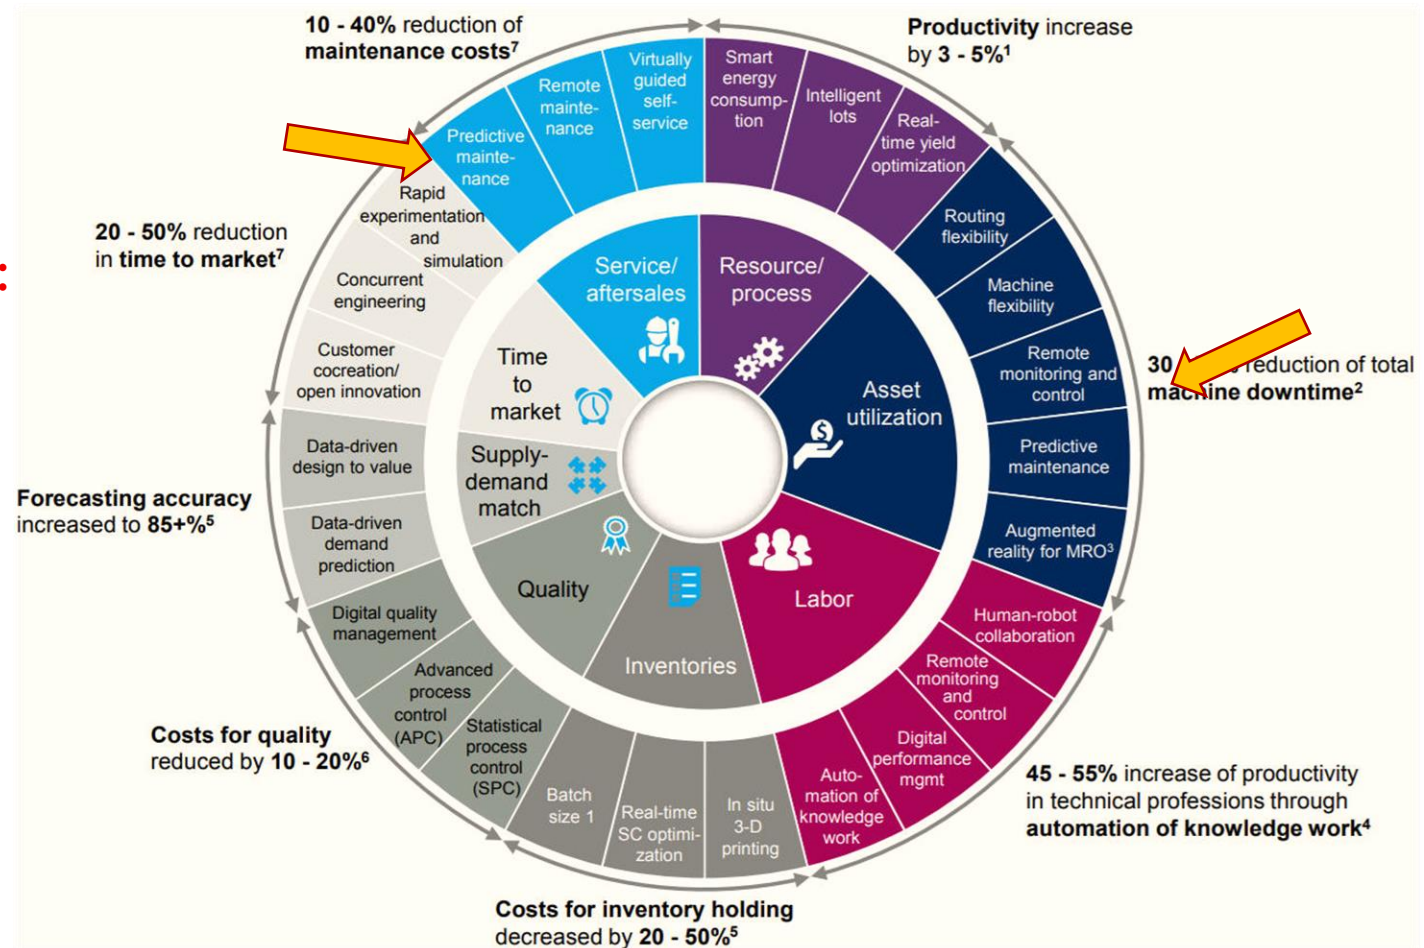 10 - 40% reduction of
maintenance costs7
Productivity increase
by 3 - 5%1
Virtually
guided
self-
service
Smart
energy
consump-
tion
Remote
mainte-
nance
Intelligent
lots
Predictive
mainte-
nance
Real-
time yield
optimization
Rapid
experimentation
and
simulation
Routing
flexibility
20 - 50% reduction
in time to market7
:
Service/
aftersales
Resource/
process
Concurrent
engineering
Machine
flexibility
Customer
cocreation/
open innovation
Time
to
market
Asset
utilization
$
Remote
monitoring and
control
30 reduction of total
machine downtime2
Data-driven
design to value
Supply-
demand
match
Predictive
maintenance
Forecasting accuracy
increased to 85+%5
Data-driven
demand
prediction
Augmented
reality for MRO3
Quality
Labor
Inventories
Digital quality
management
Human-robot
collaboration
Advanced
process
control
(APC)
Remote
monitoring
and
control
Statistical
process
control
(SPC)
Digital
performance
mgmt
Costs for quality
reduced by 10 - 20%6
Batch
size 1
Real-time
SC optimi-
zation
In situ
3-D
printing
Auto-
mation of
knowledge
work
45 - 55% increase of productivity
in technical professions through
automation of knowledge work4
Costs for inventory holding
decreased by 20 - 50%5